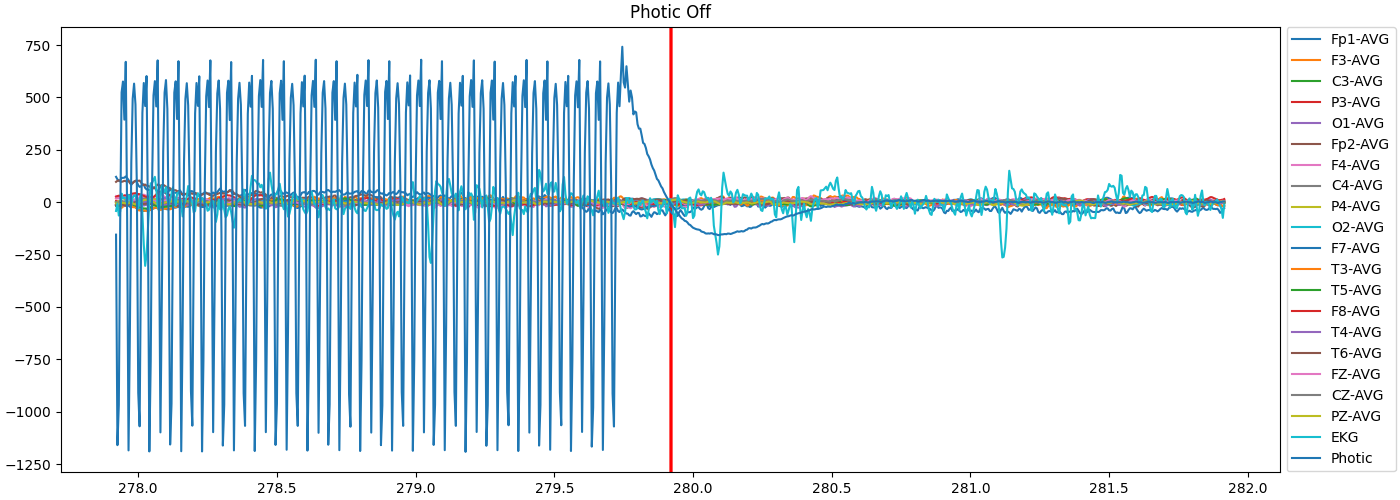 Photic Off
750
500
250
0
−250
−500
−750
−1000
−1250
278.0 278.5 279.0 279.5 280.0 280.5 281.0 281.5 282.0
Fp1-AVG
F3-AVG
C3-AVG
P3-AVG
O1-AVG
Fp2-AVG
F4-AVG
C4-AVG
P4-AVG
O2-AVG
F7-AVG
T3-AVG
T5-AVG
F8-AVG
T4-AVG
T6-AVG
FZ-AVG
CZ-AVG
PZ-AVG
EKG
Photic